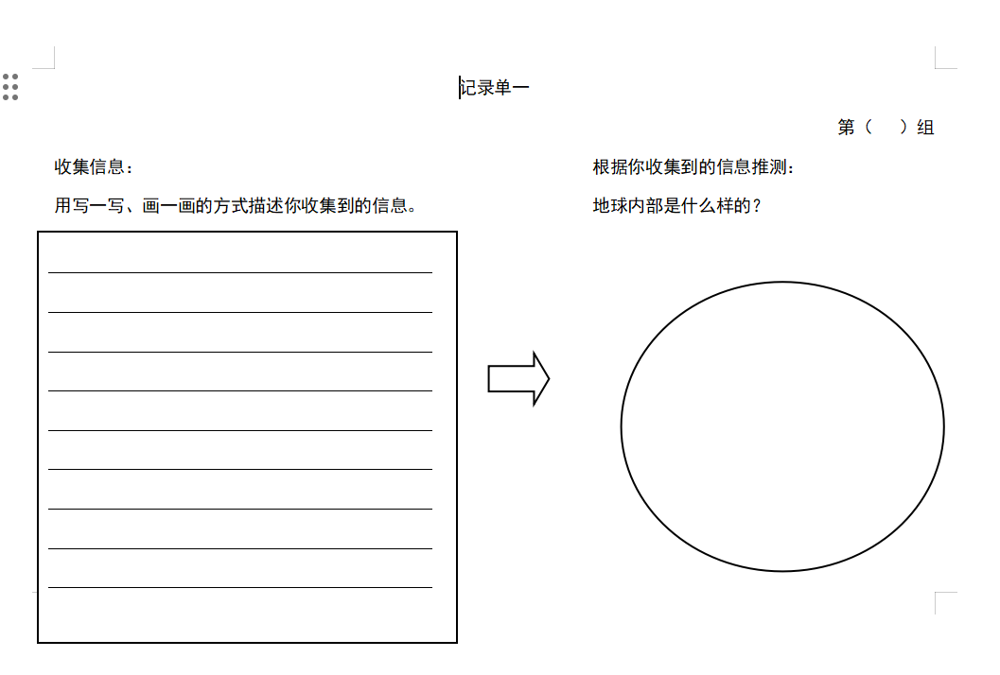 记录单一
第（ ）组
收集信息：
用写一写、画一画的方式描述你收集到的信息。
根据你收集到的信息推测：
地球内部是什么样的？